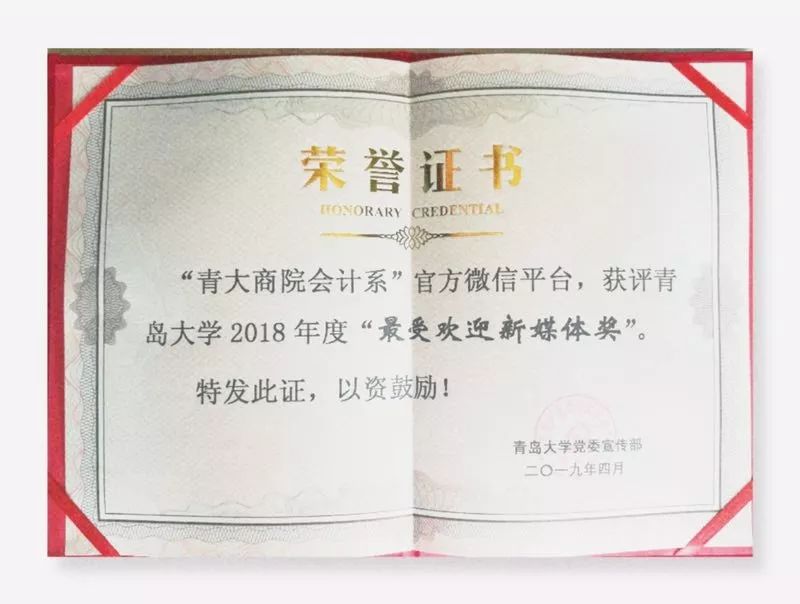 荣誉证书
HONORARY CREDENTIAL
“青大商院会计系”官方微信平台，获评青
岛大学2018年度“最受欢迎新媒体奖”。
特发此证，以资鼓励！
青岛大学党委宣传部
二〇一九年四月